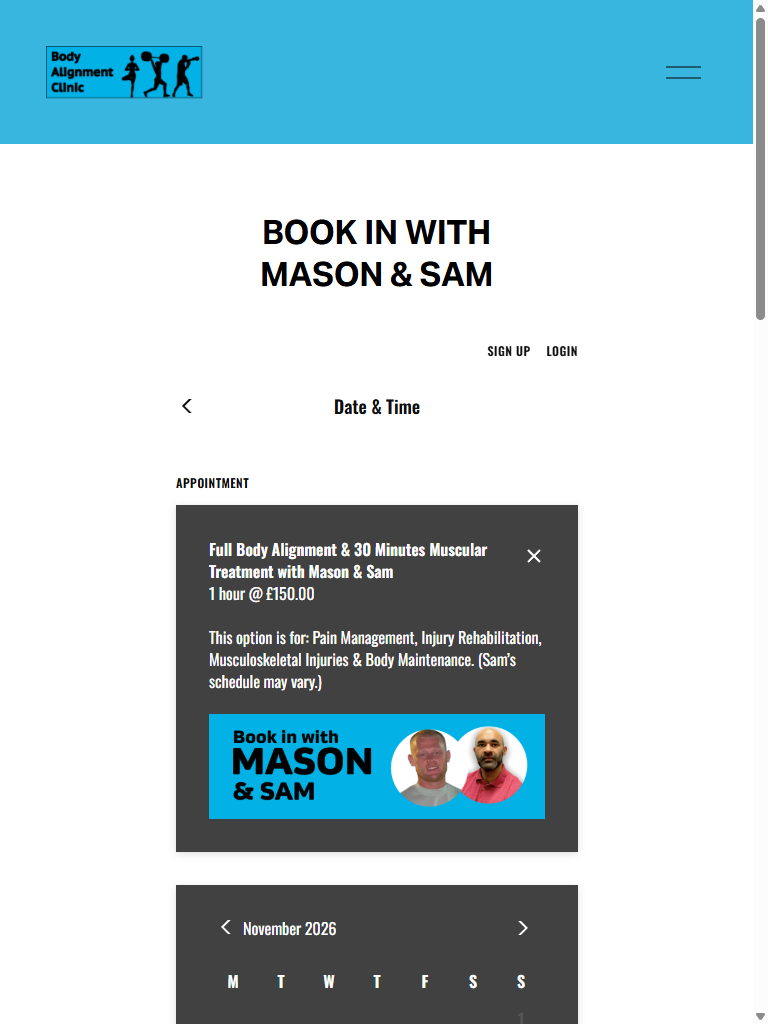 Body
Alignment
Clinic
BOOK IN WITH
MASON & SAM
SIGN UP LOGIN
Date & Time
APPOINTMENT
Full Body Alignment & 30 Minutes Muscular
Treatment with Mason & Sam
1 hour @ £150.00
This option is for: Pain Management, Injury Rehabilitation,
Musculoskeletal Injuries & Body Maintenance. (Sam’s
schedule may vary.)
Book in with
MASON
& SAM
November 2026
M T W T F S S
1